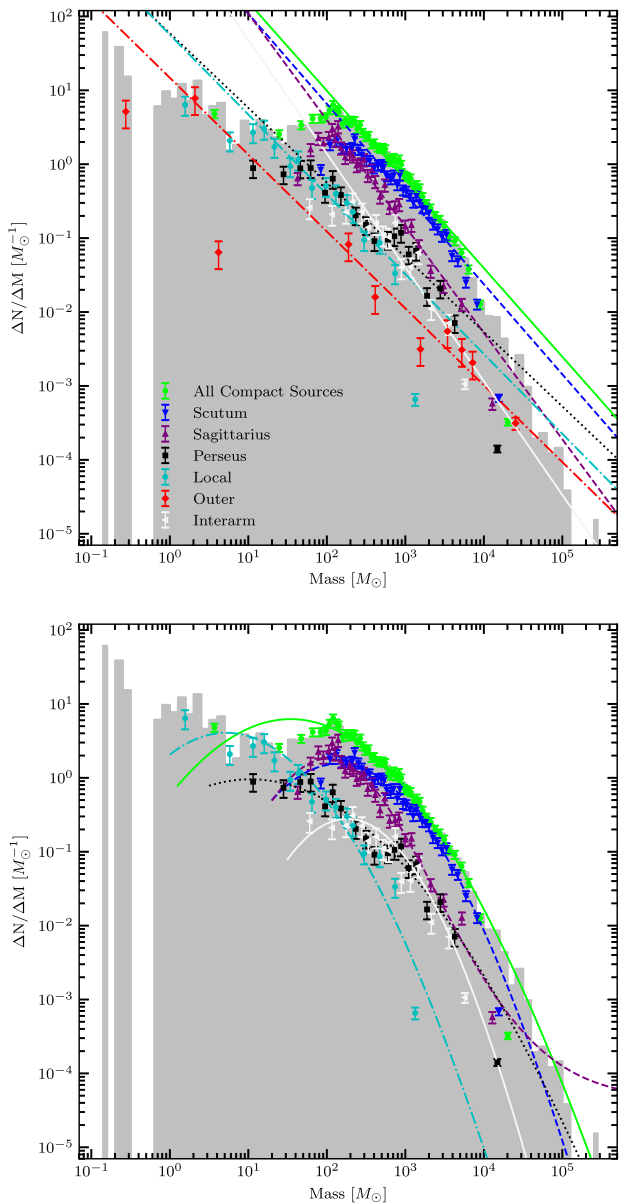 10²
10¹
10⁰
10⁻¹
10⁻²
10⁻³
10⁻⁴
10⁻⁵
ΔN/ΔM [M⊙⁻¹]
All Compact Sources
Scutum
Sagittarius
Perseus
Local
Outer
Interarm
10⁻¹ 10⁰ 10¹ 10² 10³ 10⁴ 10⁵
Mass [M⊙]
10²
10¹
10⁰
10⁻¹
10⁻²
10⁻³
10⁻⁴
10⁻⁵
ΔN/ΔM [M⊙⁻¹]
10⁻¹ 10⁰ 10¹ 10² 10³ 10⁴ 10⁵
Mass [M⊙]